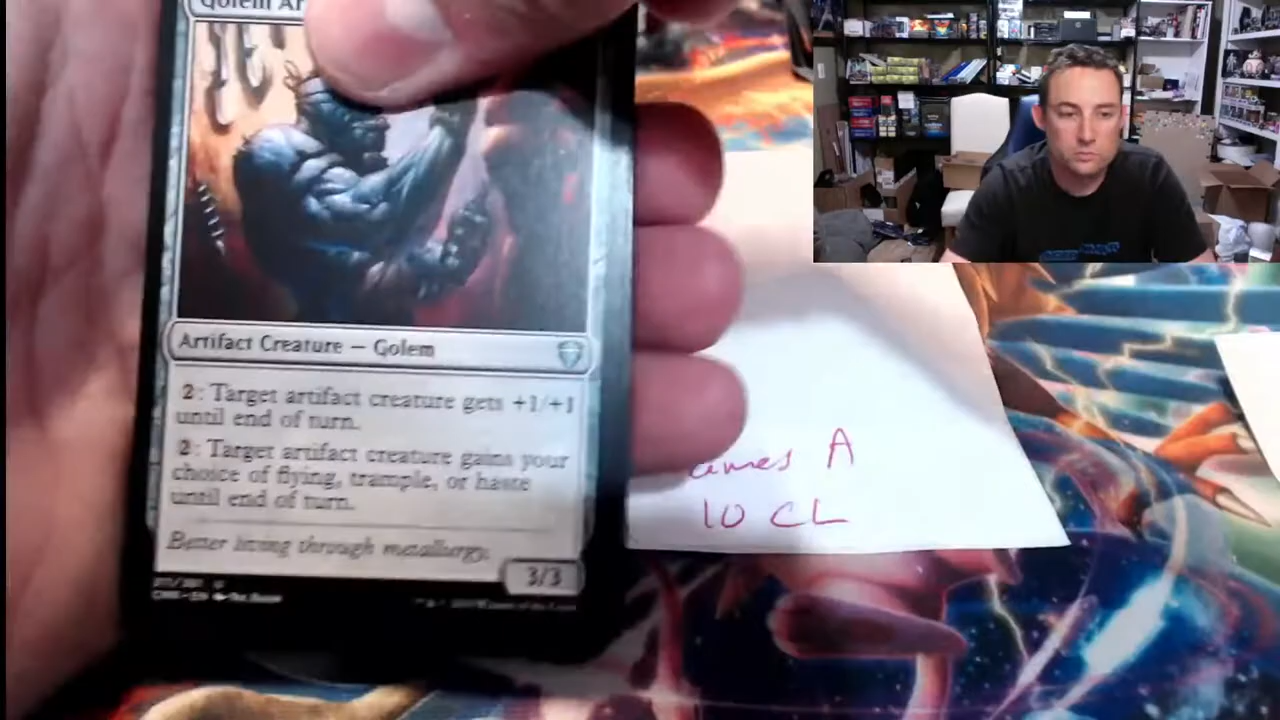 Golem
Artifact Creature — Golem
2: Target artifact creature gets +1/+1
until end of turn.
2: Target artifact creature gains your
choice of flying, trample, or haste
until end of turn.
Better living through metallurgy.
3/3
A
10 CL